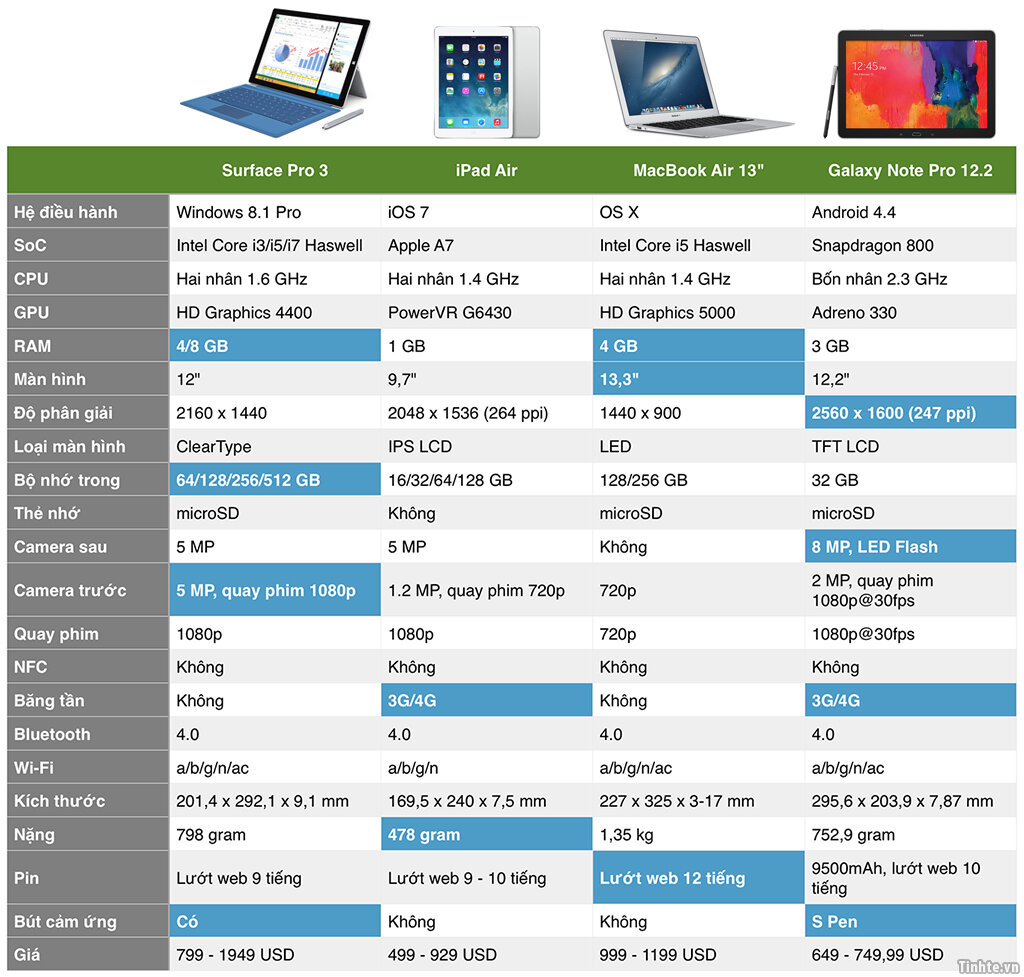 12:45 PM
SAMSUNG
Surface Pro 3 iPad Air MacBook Air 13" Galaxy Note Pro 12.2
Hệ điều hành Windows 8.1 Pro iOS 7 OS X Android 4.4
SoC Intel Core i3/i5/i7 Haswell Apple A7 Intel Core i5 Haswell Snapdragon 800
CPU Hai nhân 1.6 GHz Hai nhân 1.4 GHz Hai nhân 1.4 GHz Bốn nhân 2.3 GHz
GPU HD Graphics 4400 PowerVR G6430 HD Graphics 5000 Adreno 330
RAM 4/8 GB 1 GB 4 GB 3 GB
Màn hình 12" 9,7" 13,3" 12,2"
Độ phân giải 2160 x 1440 2048 x 1536 (264 ppi) 1440 x 900 2560 x 1600 (247 ppi)
Loại màn hình ClearType IPS LCD LED TFT LCD
Bộ nhớ trong 64/128/256/512 GB 16/32/64/128 GB 128/256 GB 32 GB
Thẻ nhớ microSD Không microSD microSD
Camera sau 5 MP 5 MP Không 8 MP, LED Flash
Camera trước 5 MP, quay phim 1080p 1.2 MP, quay phim 720p 720p 2 MP, quay phim
1080p@30fps
Quay phim 1080p 1080p 720p 1080p@30fps
NFC Không Không Không Không
Băng tần Không 3G/4G Không 3G/4G
Bluetooth 4.0 4.0 4.0 4.0
Wi-Fi a/b/g/n/ac a/b/g/n a/b/g/n/ac a/b/g/n/ac
Kích thước 201,4 x 292,1 x 9,1 mm 169,5 x 240 x 7,5 mm 227 x 325 x 3-17 mm 295,6 x 203,9 x 7,87 mm
Nặng 798 gram 478 gram 1,35 kg 752,9 gram
Pin Lướt web 9 tiếng Lướt web 9 - 10 tiếng Lướt web 12 tiếng 9500mAh, lướt web 10
tiếng
Bút cảm ứng Có Không Không S Pen
Giá 799 - 1949 USD 499 - 929 USD 999 - 1199 USD 649 - 749,99 USD
Tinhte.vn